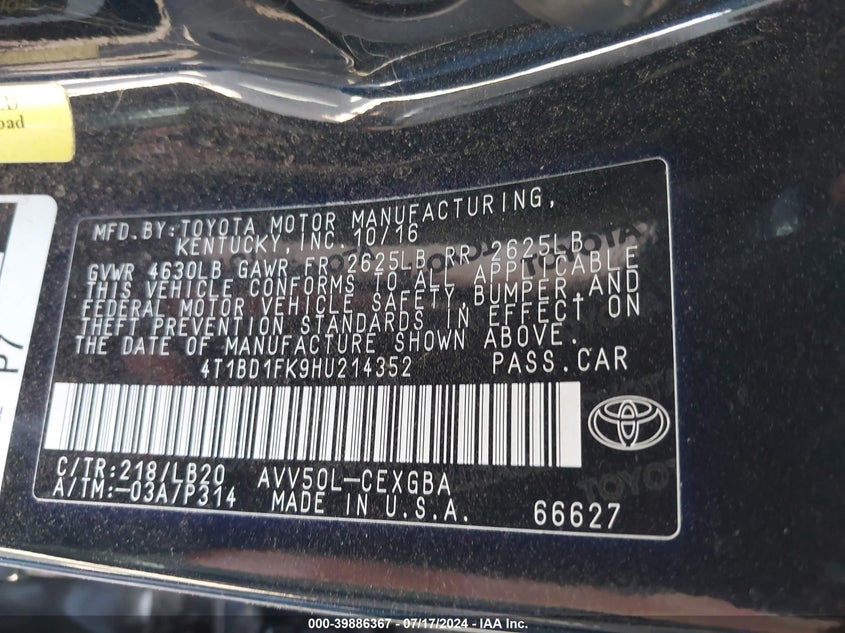 oad
P7
MFD.BY:TOYOTA MOTOR MANUFACTURING,
KENTUCKY,INC.10/16
GVWR 4630LB GAWR FR 2625LB RR 2625LB
THIS VEHICLE CONFORMS TO ALL APPLICABLE
FEDERAL MOTOR VEHICLE SAFETY, BUMPER AND
THEFT PREVENTION STANDARDS IN EFFECT ON
THE DATE OF MANUFACTURE SHOWN ABOVE.
4T1BD1FK9HU214352 PASS.CAR
C/TR:218/LB20 AVV50L-CEXGBA
A/TM:-03A/P314 MADE IN U.S.A. 66627
TOYOTA
000-39886367 - 07/17/2024 - IAA Inc.